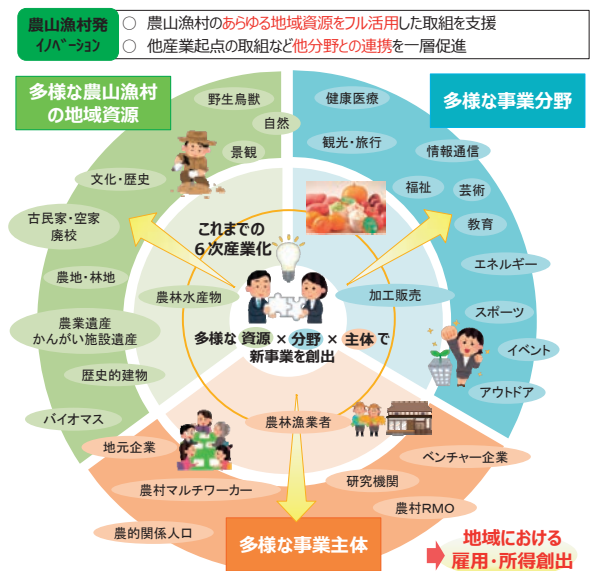 農山漁村発
イノベーション
○ 農山漁村のあらゆる地域資源をフル活用した取組を支援
○ 他産業起点の取組など他分野との連携を一層促進
多様な農山漁村
の地域資源
野生鳥獣
自然
景観
文化・歴史
古民家・空家
廃校
農地・林地
農業遺産
かんがい施設遺産
歴史的建物
バイオマス
多様な事業分野
健康医療
観光・旅行
情報通信
福祉
芸術
教育
エネルギー
スポーツ
イベント
アウトドア
これまでの
6次産業化
農林水産物
加工販売
多様な 資源 × 分野 × 主体 で
新事業を創出
農林漁業者
地元企業
農村マルチワーカー
農的関係人口
ベンチャー企業
研究機関
農村RMO
多様な事業主体
地域における
雇用・所得創出